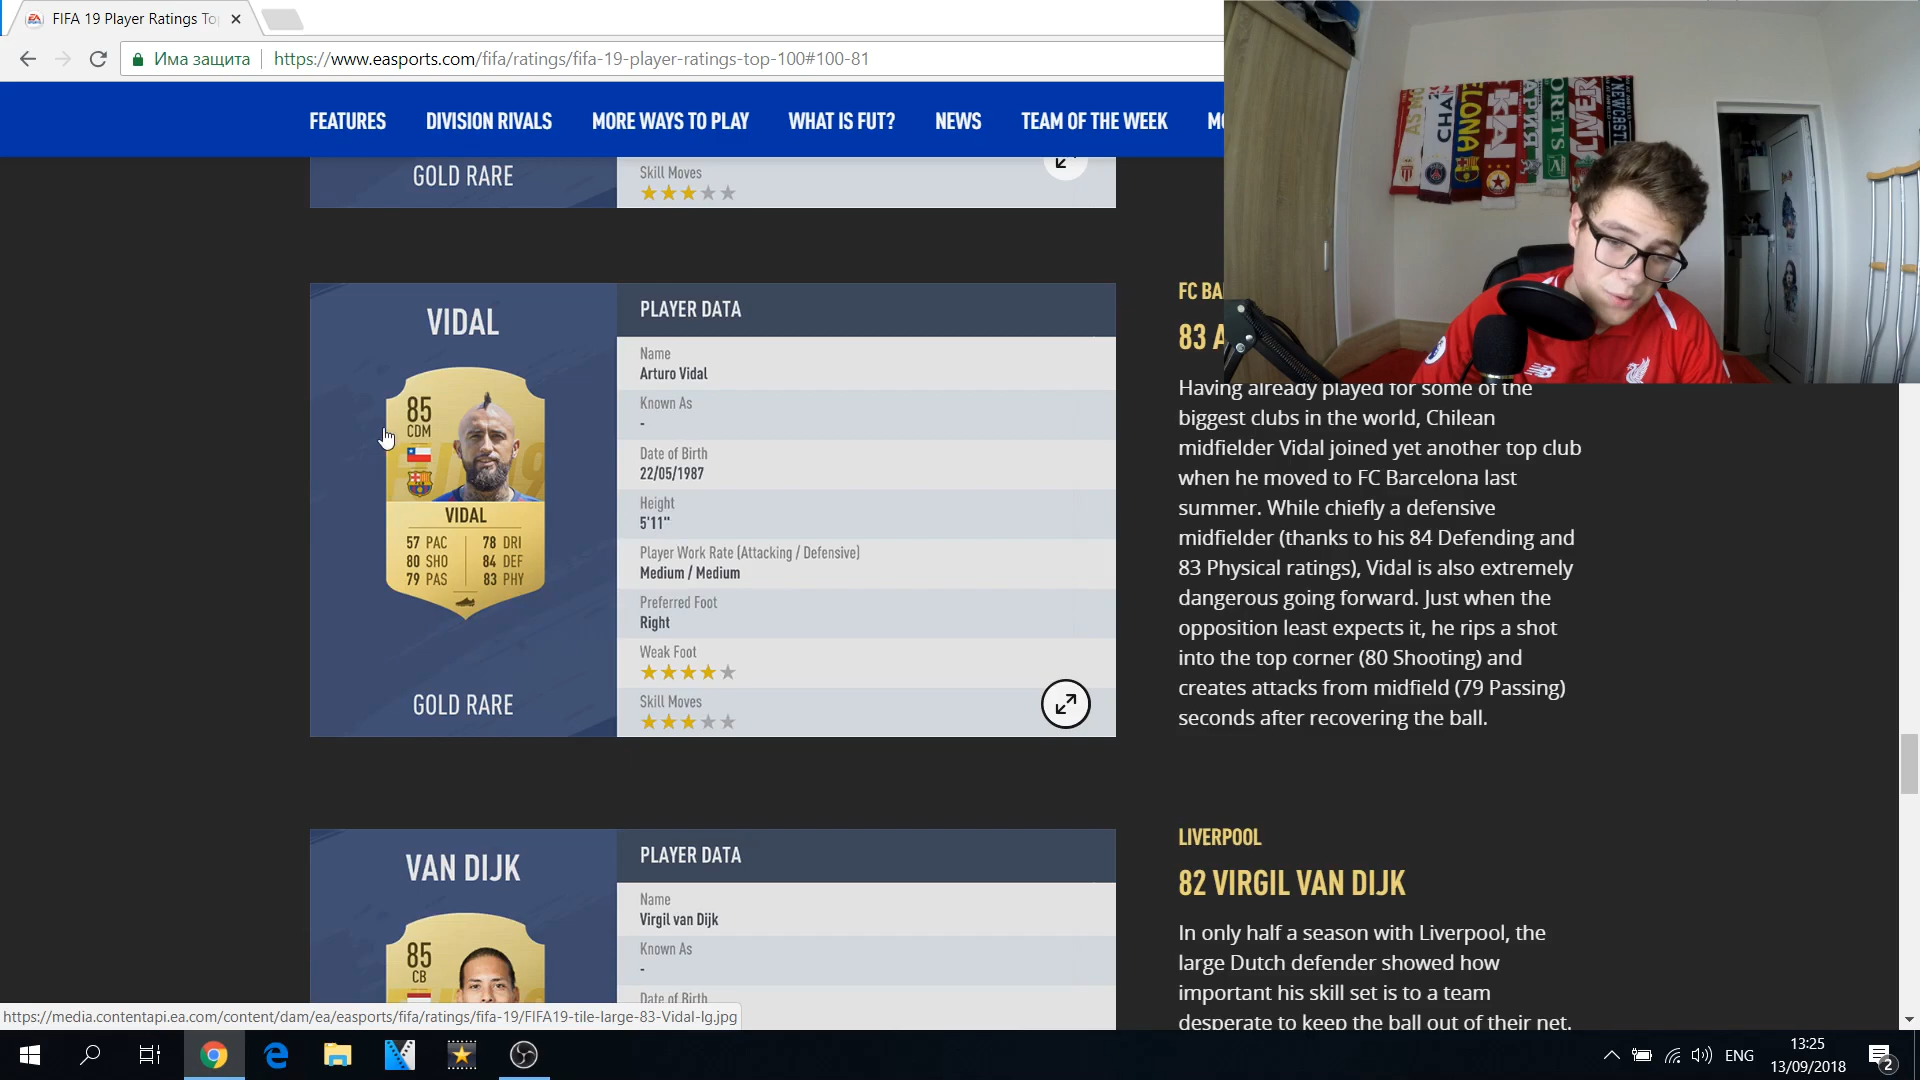 FIFA 19 Player Ratings To
Има защита
https://www.easports.com/fifa/ratings/fifa-19-player-ratings-top-100#100-81
FEATURES
DIVISION RIVALS
MORE WAYS TO PLAY
WHAT IS FUT?
NEWS
TEAM OF THE WEEK
GOLD RARE
Skill Moves
VIDAL
85
CDM
VIDAL
57 PAC
78 DRI
80 SHO
84 DEF
79 PAS
83 PHY
GOLD RARE
PLAYER DATA
Name
Arturo Vidal
Known As
-
Date of Birth
22/05/1987
Height
5'11"
Player Work Rate (Attacking / Defensive)
Medium / Medium
Preferred Foot
Right
Weak Foot
Skill Moves
FC BA
83 A
Having already played for some of the
biggest clubs in the world, Chilean
midfielder Vidal joined yet another top club
when he moved to FC Barcelona last
summer. While chiefly a defensive
midfielder (thanks to his 84 Defending and
83 Physical ratings), Vidal is also extremely
dangerous going forward. Just when the
opposition least expects it, he rips a shot
into the top corner (80 Shooting) and
creates attacks from midfield (79 Passing)
seconds after recovering the ball.
VAN DIJK
85
CB
PLAYER DATA
Name
Virgil van Dijk
Known As
-
Date of Birth
LIVERPOOL
82 VIRGIL VAN DIJK
In only half a season with Liverpool, the
large Dutch defender showed how
important his skill set is to a team
desperate to keep the ball out of their net.
https://media.contentapi.ea.com/content/dam/ea/easports/fifa/ratings/fifa-19/FIFA19-tile-large-83-Vidal-lg.jpg
ENG
13:25
13/09/2018
2